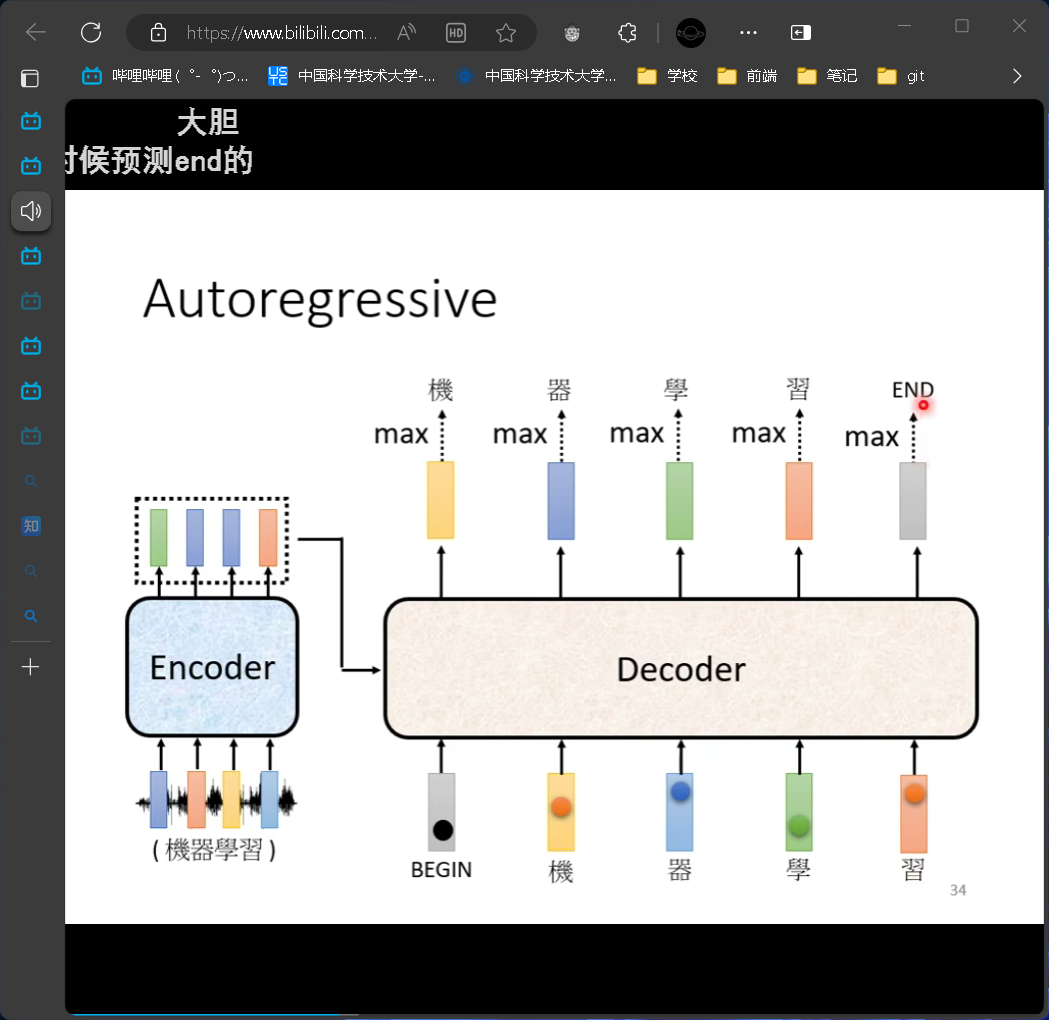 https://www.bilibili.com...
A
HD
哔哩哔哩 (゜-゜)つ...
中国科学技术大学-...
中国科学技术大学...
学校
前端
笔记
git
大胆
时候预测end的
知
Autoregressive
機 器 學 習 END
max max max max max
Encoder
Decoder
(機器學習)
BEGIN 機 器 學 習
34